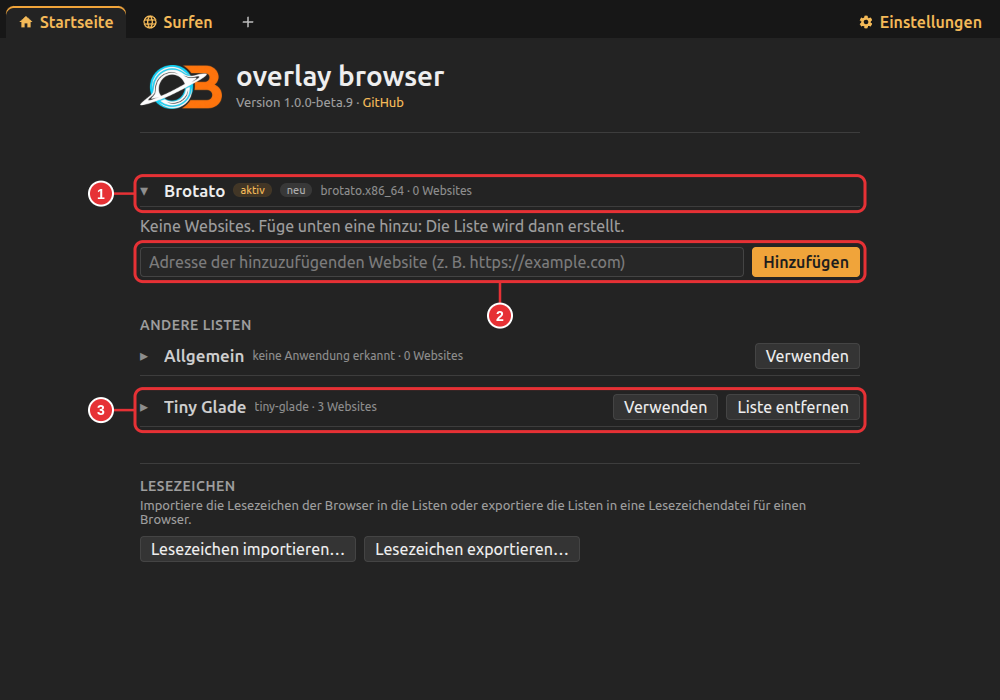 Startseite
Surfen
+
Einstellungen
overlay browser
Version 1.0.0-beta.9 · GitHub
1
Brotato aktiv neu brotato.x86_64 · 0 Websites
Keine Websites. Füge unten eine hinzu: Die Liste wird dann erstellt.
Adresse der hinzuzufügenden Website (z. B. https://example.com) Hinzufügen
2
ANDERE LISTEN
Allgemein keine Anwendung erkannt · 0 Websites Verwenden
3
Tiny Glade tiny-glade · 3 Websites Verwenden Liste entfernen
LESEZEICHEN
Importiere die Lesezeichen der Browser in die Listen oder exportiere die Listen in eine Lesezeichendatei für einen
Browser.
Lesezeichen importieren… Lesezeichen exportieren…